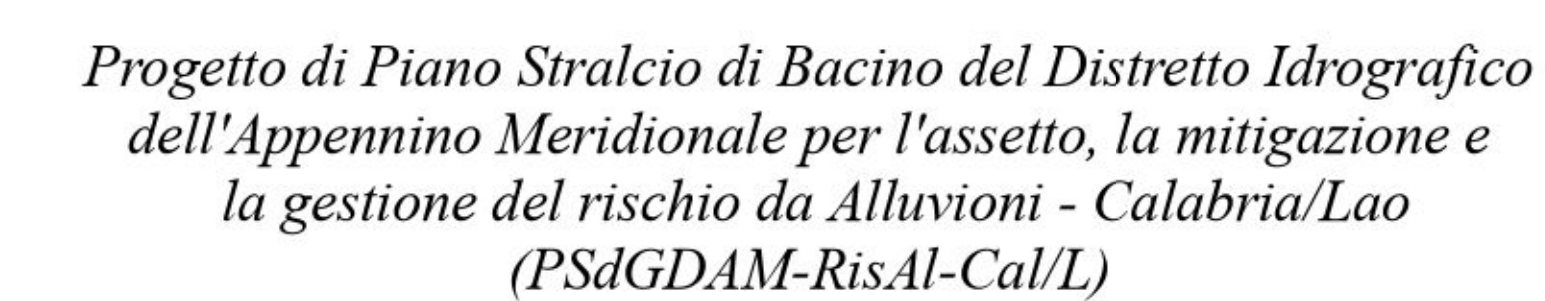 Progetto di Piano Stralcio di Bacino del Distretto Idrografico
dell'Appennino Meridionale per l'assetto, la mitigazione e
la gestione del rischio da Alluvioni - Calabria/Lao
(PSdGDAM-RisAl-Cal/L)